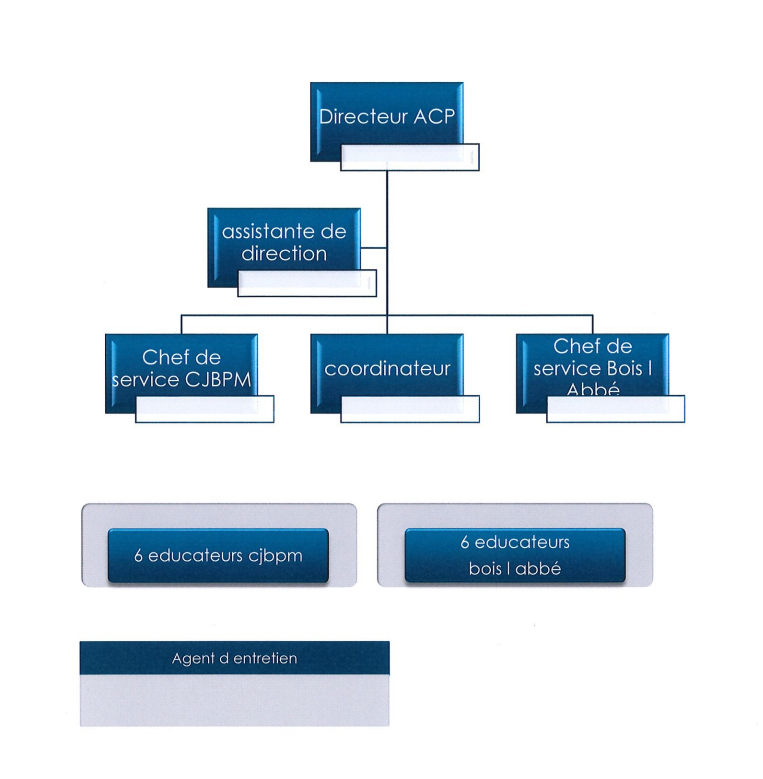 Directeur ACP
assistante de
direction
Chef de
service CJBPM
coordinateur
Chef de
service Bois l
Abbé
6 educateurs cjbpm
6 educateurs
bois l abbé
Agent d entretien